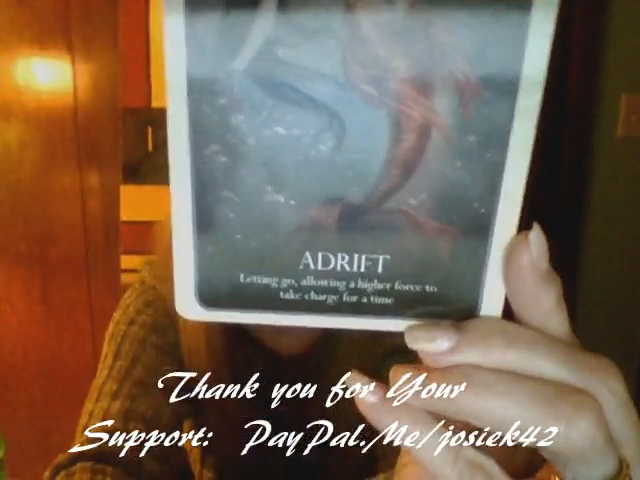 ADRIFT
Letting go, allowing a higher force to
take charge for a time
Thank you for Your
Support: PayPal.Me/josiek42